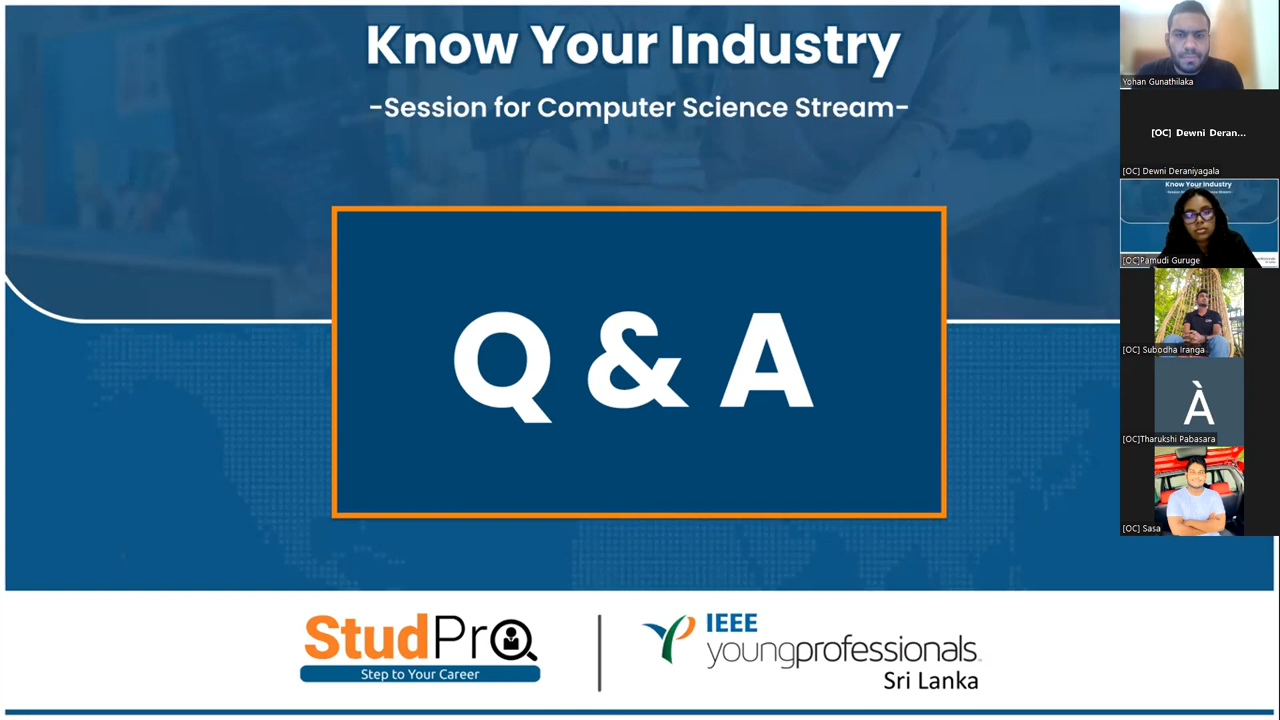 Know Your Industry
-Session for Computer Science Stream-
Q & A
StudPro
Step to Your Career
IEEE
youngprofessionals
Sri Lanka
Yohan Gunathilaka
[OC] Dewni Deran...
[OC] Dewni Deraniyagala
Know Your Industry
[OC]Pamudi Guruge
[OC] Subodha Iranga
À
[OC]Tharukshi Pabasara
[OC] Sasa